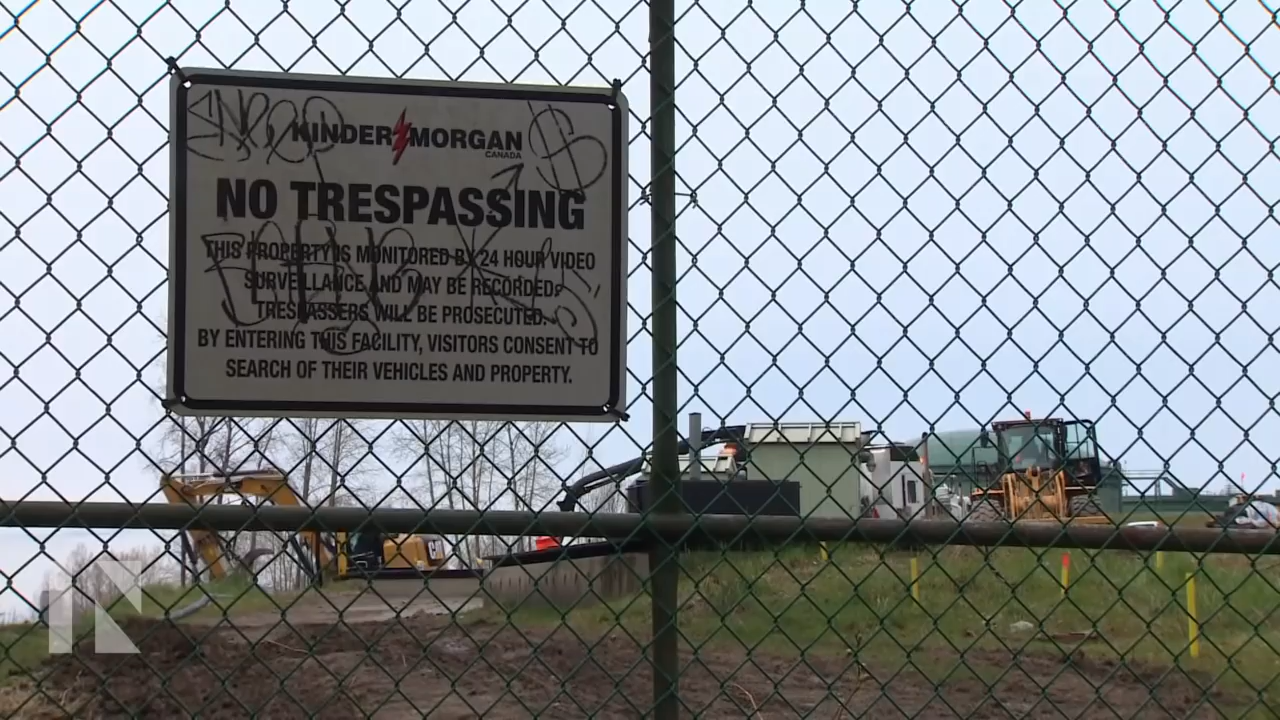 KINDER MORGAN
CANADA
NO TRESPASSING
THIS PROPERTY IS MONITORED BY 24 HOUR VIDEO
SURVEILLANCE AND MAY BE RECORDED.
TRESPASSERS WILL BE PROSECUTED.
BY ENTERING THIS FACILITY, VISITORS CONSENT TO
SEARCH OF THEIR VEHICLES AND PROPERTY.
CAT
N